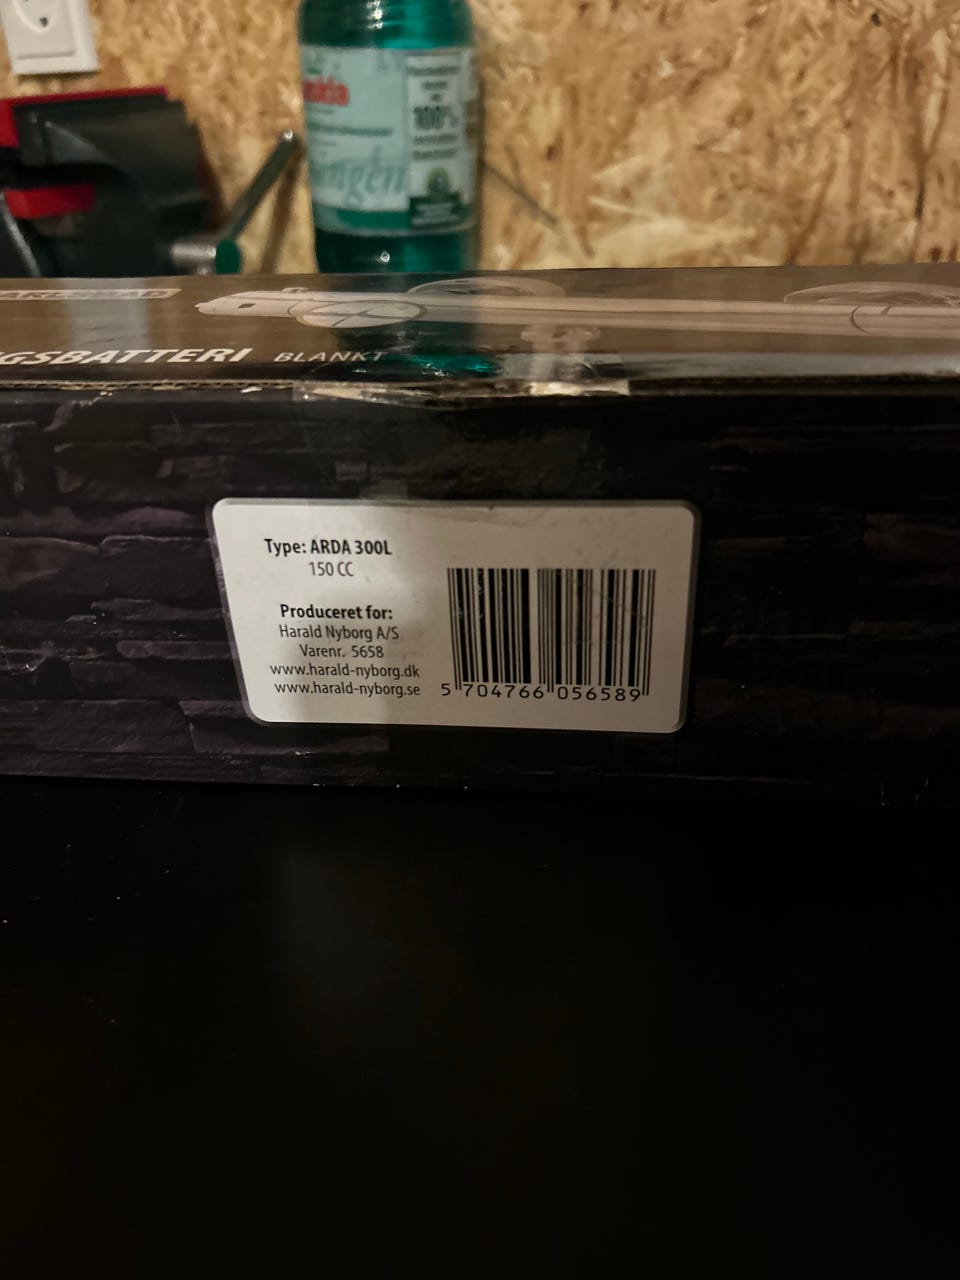 100%
GSBATTERI BLANKT
Type: ARDA 300L
150 CC
Produceret for:
Harald Nyborg A/S
Varenr. 5658
www.harald-nyborg.dk
www.harald-nyborg.se
5 704766 056589